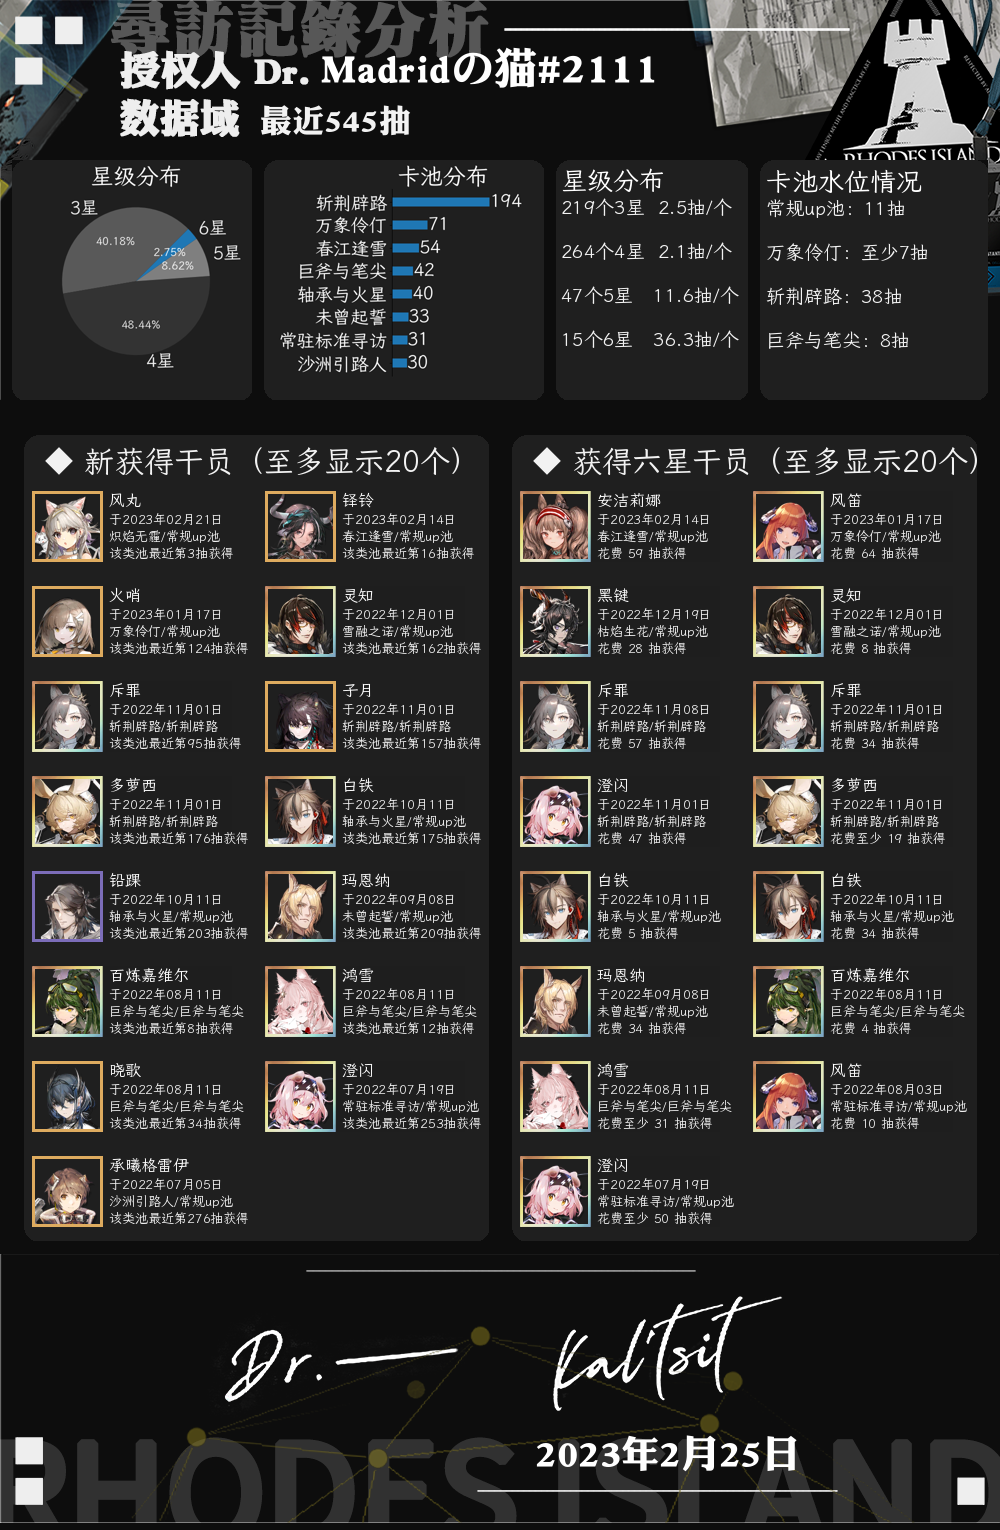 尋訪記錄分析
授权人 Dr. Madridの猫#2111
数据域 最近545抽
RHODES ISLAND
星级分布
3星
6星
5星
4星
40.18%
2.75%
8.62%
48.44%
卡池分布
斩荆辟路 194
万象伶仃 71
春江逢雪 54
巨斧与笔尖 42
轴承与火星 40
未曾起誓 33
常驻标准寻访 31
沙洲引路人 30
星级分布
219个3星 2.5抽/个
264个4星 2.1抽/个
47个5星 11.6抽/个
15个6星 36.3抽/个
卡池水位情况
常规up池：11抽
万象伶仃：至少7抽
斩荆辟路：38抽
巨斧与笔尖：8抽
◆ 新获得干员（至多显示20个）
风丸
于2023年02月21日
炽焰无霾/常规up池
该类池最近第3抽获得
铎铃
于2023年02月14日
春江逢雪/常规up池
该类池最近第16抽获得
火哨
于2023年01月17日
万象伶仃/常规up池
该类池最近第124抽获得
灵知
于2022年12月01日
雪融之诺/常规up池
该类池最近第162抽获得
斥罪
于2022年11月01日
斩荆辟路/斩荆辟路
该类池最近第95抽获得
子月
于2022年11月01日
斩荆辟路/斩荆辟路
该类池最近第157抽获得
多萝西
于2022年11月01日
斩荆辟路/斩荆辟路
该类池最近第176抽获得
白铁
于2022年10月11日
轴承与火星/常规up池
该类池最近第175抽获得
铅踝
于2022年10月11日
轴承与火星/常规up池
该类池最近第203抽获得
玛恩纳
于2022年09月08日
未曾起誓/常规up池
该类池最近第209抽获得
百炼嘉维尔
于2022年08月11日
巨斧与笔尖/巨斧与笔尖
该类池最近第8抽获得
鸿雪
于2022年08月11日
巨斧与笔尖/巨斧与笔尖
该类池最近第12抽获得
晓歌
于2022年08月11日
巨斧与笔尖/巨斧与笔尖
该类池最近第34抽获得
澄闪
于2022年07月19日
常驻标准寻访/常规up池
该类池最近第253抽获得
承曦格雷伊
于2022年07月05日
沙洲引路人/常规up池
该类池最近第276抽获得
◆ 获得六星干员（至多显示20个）
安洁莉娜
于2023年02月14日
春江逢雪/常规up池
花费 59 抽获得
风笛
于2023年01月17日
万象伶仃/常规up池
花费 64 抽获得
黑键
于2022年12月19日
枯焰生花/常规up池
花费 28 抽获得
灵知
于2022年12月01日
雪融之诺/常规up池
花费 8 抽获得
斥罪
于2022年11月08日
斩荆辟路/斩荆辟路
花费 57 抽获得
斥罪
于2022年11月01日
斩荆辟路/斩荆辟路
花费 34 抽获得
澄闪
于2022年11月01日
斩荆辟路/斩荆辟路
花费 47 抽获得
多萝西
于2022年11月01日
斩荆辟路/斩荆辟路
花费至少 19 抽获得
白铁
于2022年10月11日
轴承与火星/常规up池
花费 5 抽获得
白铁
于2022年10月11日
轴承与火星/常规up池
花费 34 抽获得
玛恩纳
于2022年09月08日
未曾起誓/常规up池
花费 34 抽获得
百炼嘉维尔
于2022年08月11日
巨斧与笔尖/巨斧与笔尖
花费 4 抽获得
鸿雪
于2022年08月11日
巨斧与笔尖/巨斧与笔尖
花费至少 31 抽获得
风笛
于2022年08月03日
常驻标准寻访/常规up池
花费 10 抽获得
澄闪
于2022年07月19日
常驻标准寻访/常规up池
花费至少 50 抽获得
Dr. — Kal'tsit
2023年2月25日
RHODES ISLAND